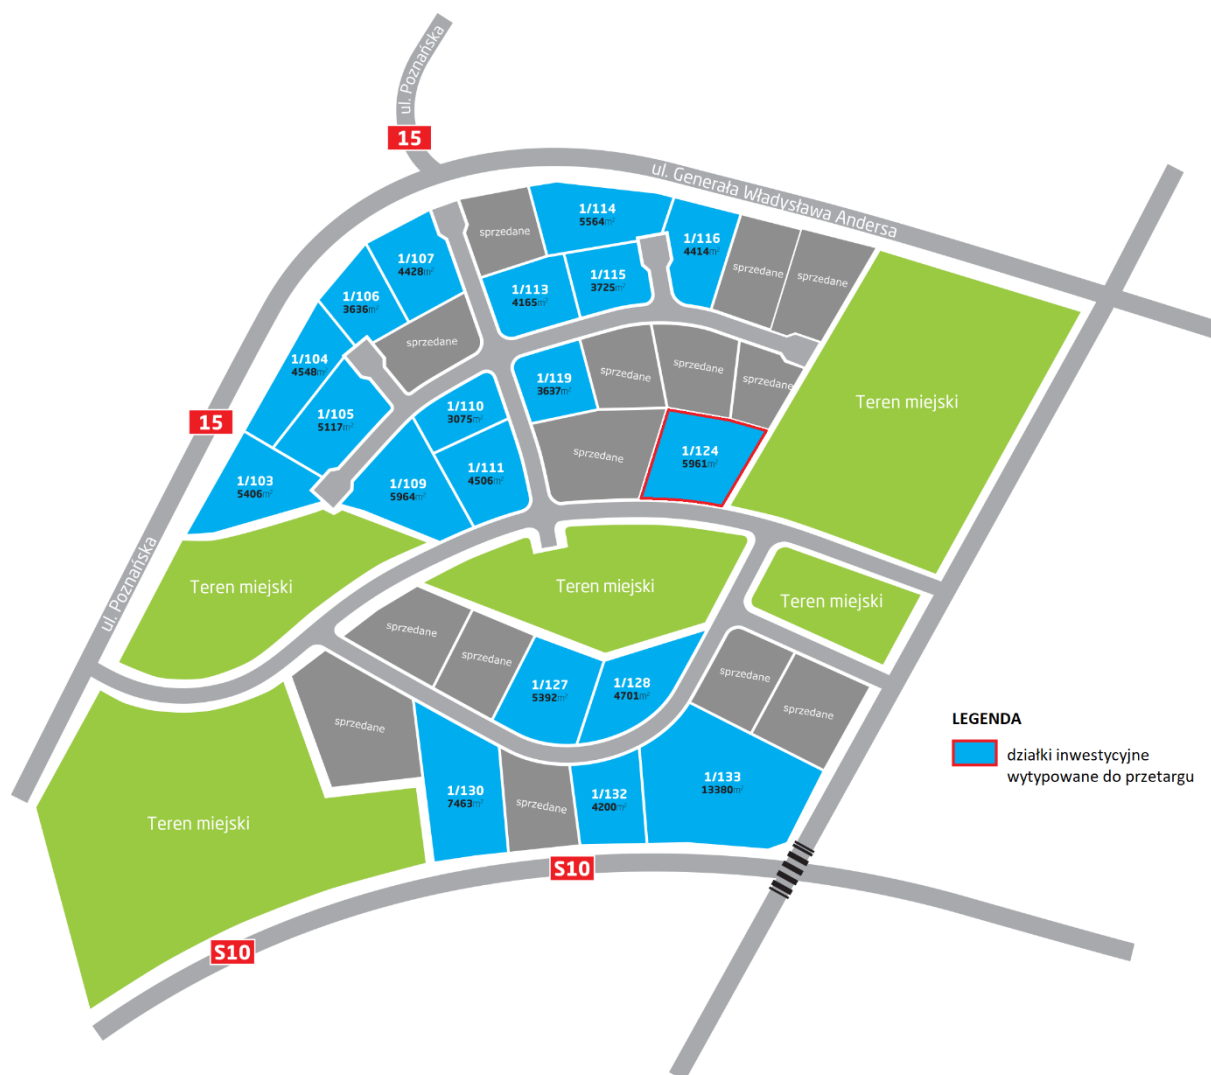 ul. Poznańska
15
ul. Generała Władysława Andersa
1/114
5564m²
sprzedane
1/116
4414m²
1/107
4428m²
sprzedane
sprzedane
1/115
3725m²
1/106
3636m²
1/113
4165m²
sprzedane
1/104
4548m²
sprzedane
sprzedane
1/119
3637m²
sprzedane
Teren miejski
1/105
5117m²
1/110
3075m²
15
sprzedane
1/124
5961m²
1/111
4506m²
1/103
5406m²
1/109
5964m²
ul. Poznańska
Teren miejski
Teren miejski
Teren miejski
sprzedane
sprzedane
1/127
5392m²
1/128
4701m²
sprzedane
sprzedane
sprzedane
LEGENDA
działki inwestycyjne
wytypowane do przetargu
1/133
13380m²
1/130
7463m²
sprzedane
1/132
4200m²
Teren miejski
S10
S10